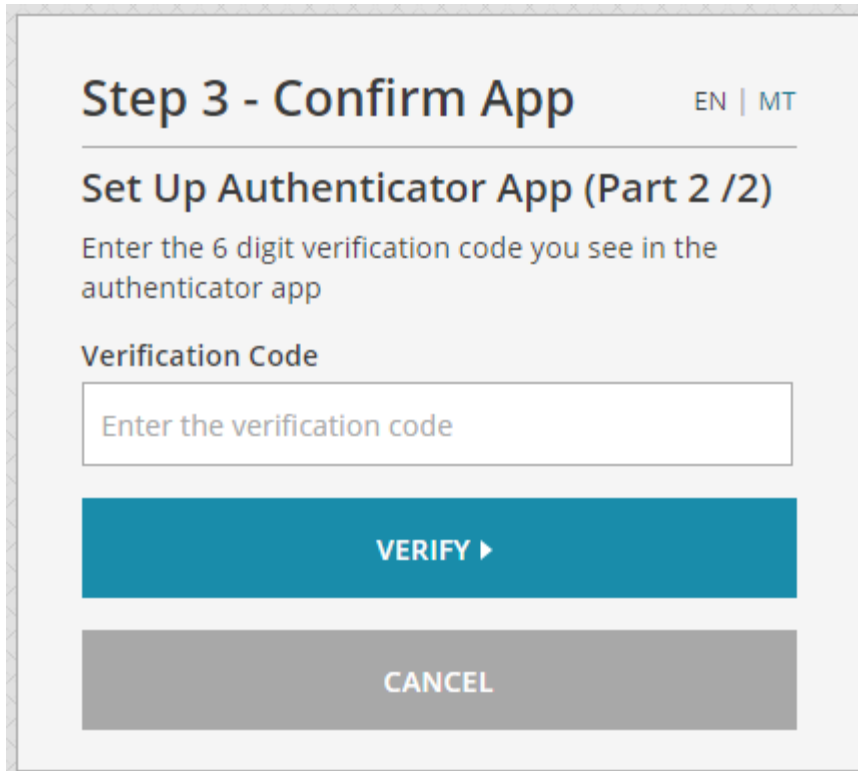 Step 3 - Confirm App
EN | MT
Set Up Authenticator App (Part 2 /2)
Enter the 6 digit verification code you see in the
authenticator app
Verification Code
Enter the verification code
VERIFY
CANCEL